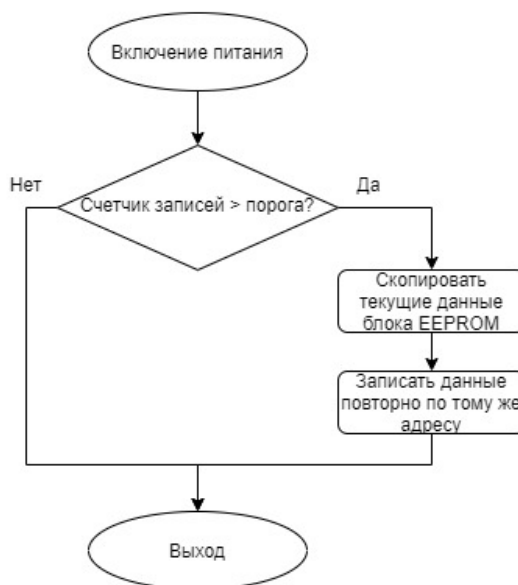 Включение питания
Нет
Да
Счетчик записей > порога?
Скопировать
текущие данные
блока EEPROM
Записать данные
повторно по тому же
адресу
Выход